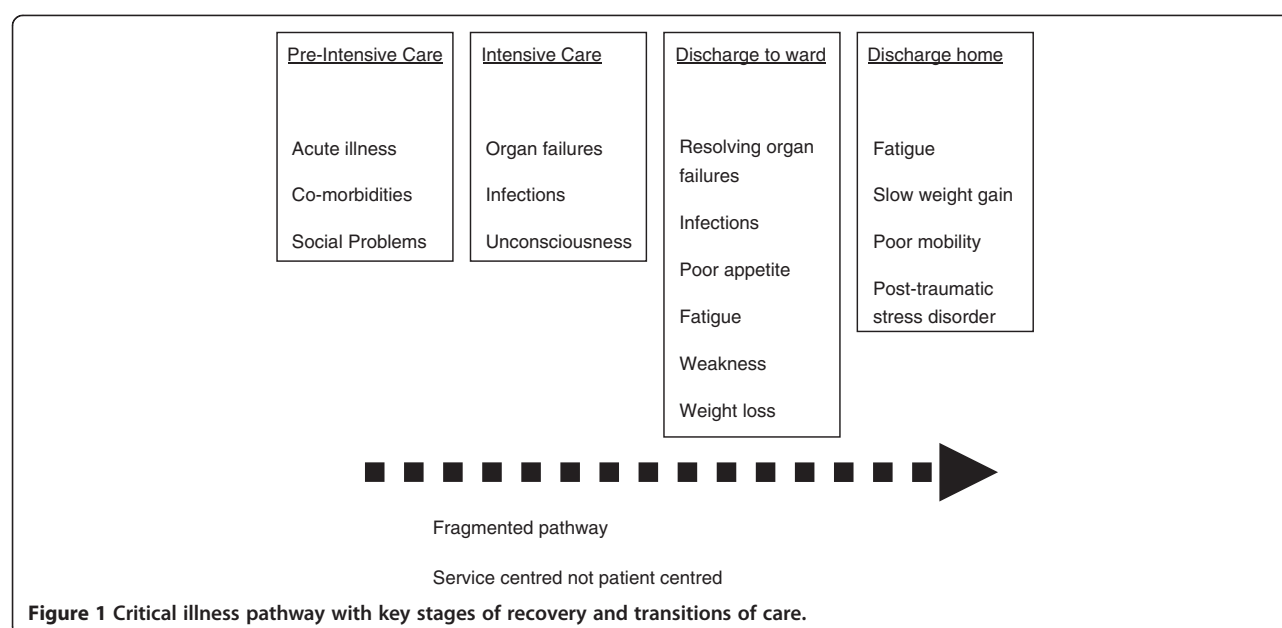 Pre-Intensive Care
Acute illness
Co-morbidities
Social Problems
Intensive Care
Organ failures
Infections
Unconsciousness
Discharge to ward
Resolving organ
failures
Infections
Poor appetite
Fatigue
Weakness
Weight loss
Discharge home
Fatigue
Slow weight gain
Poor mobility
Post-traumatic
stress disorder
Fragmented pathway
Service centred not patient centred
Figure 1 Critical illness pathway with key stages of recovery and transitions of care.